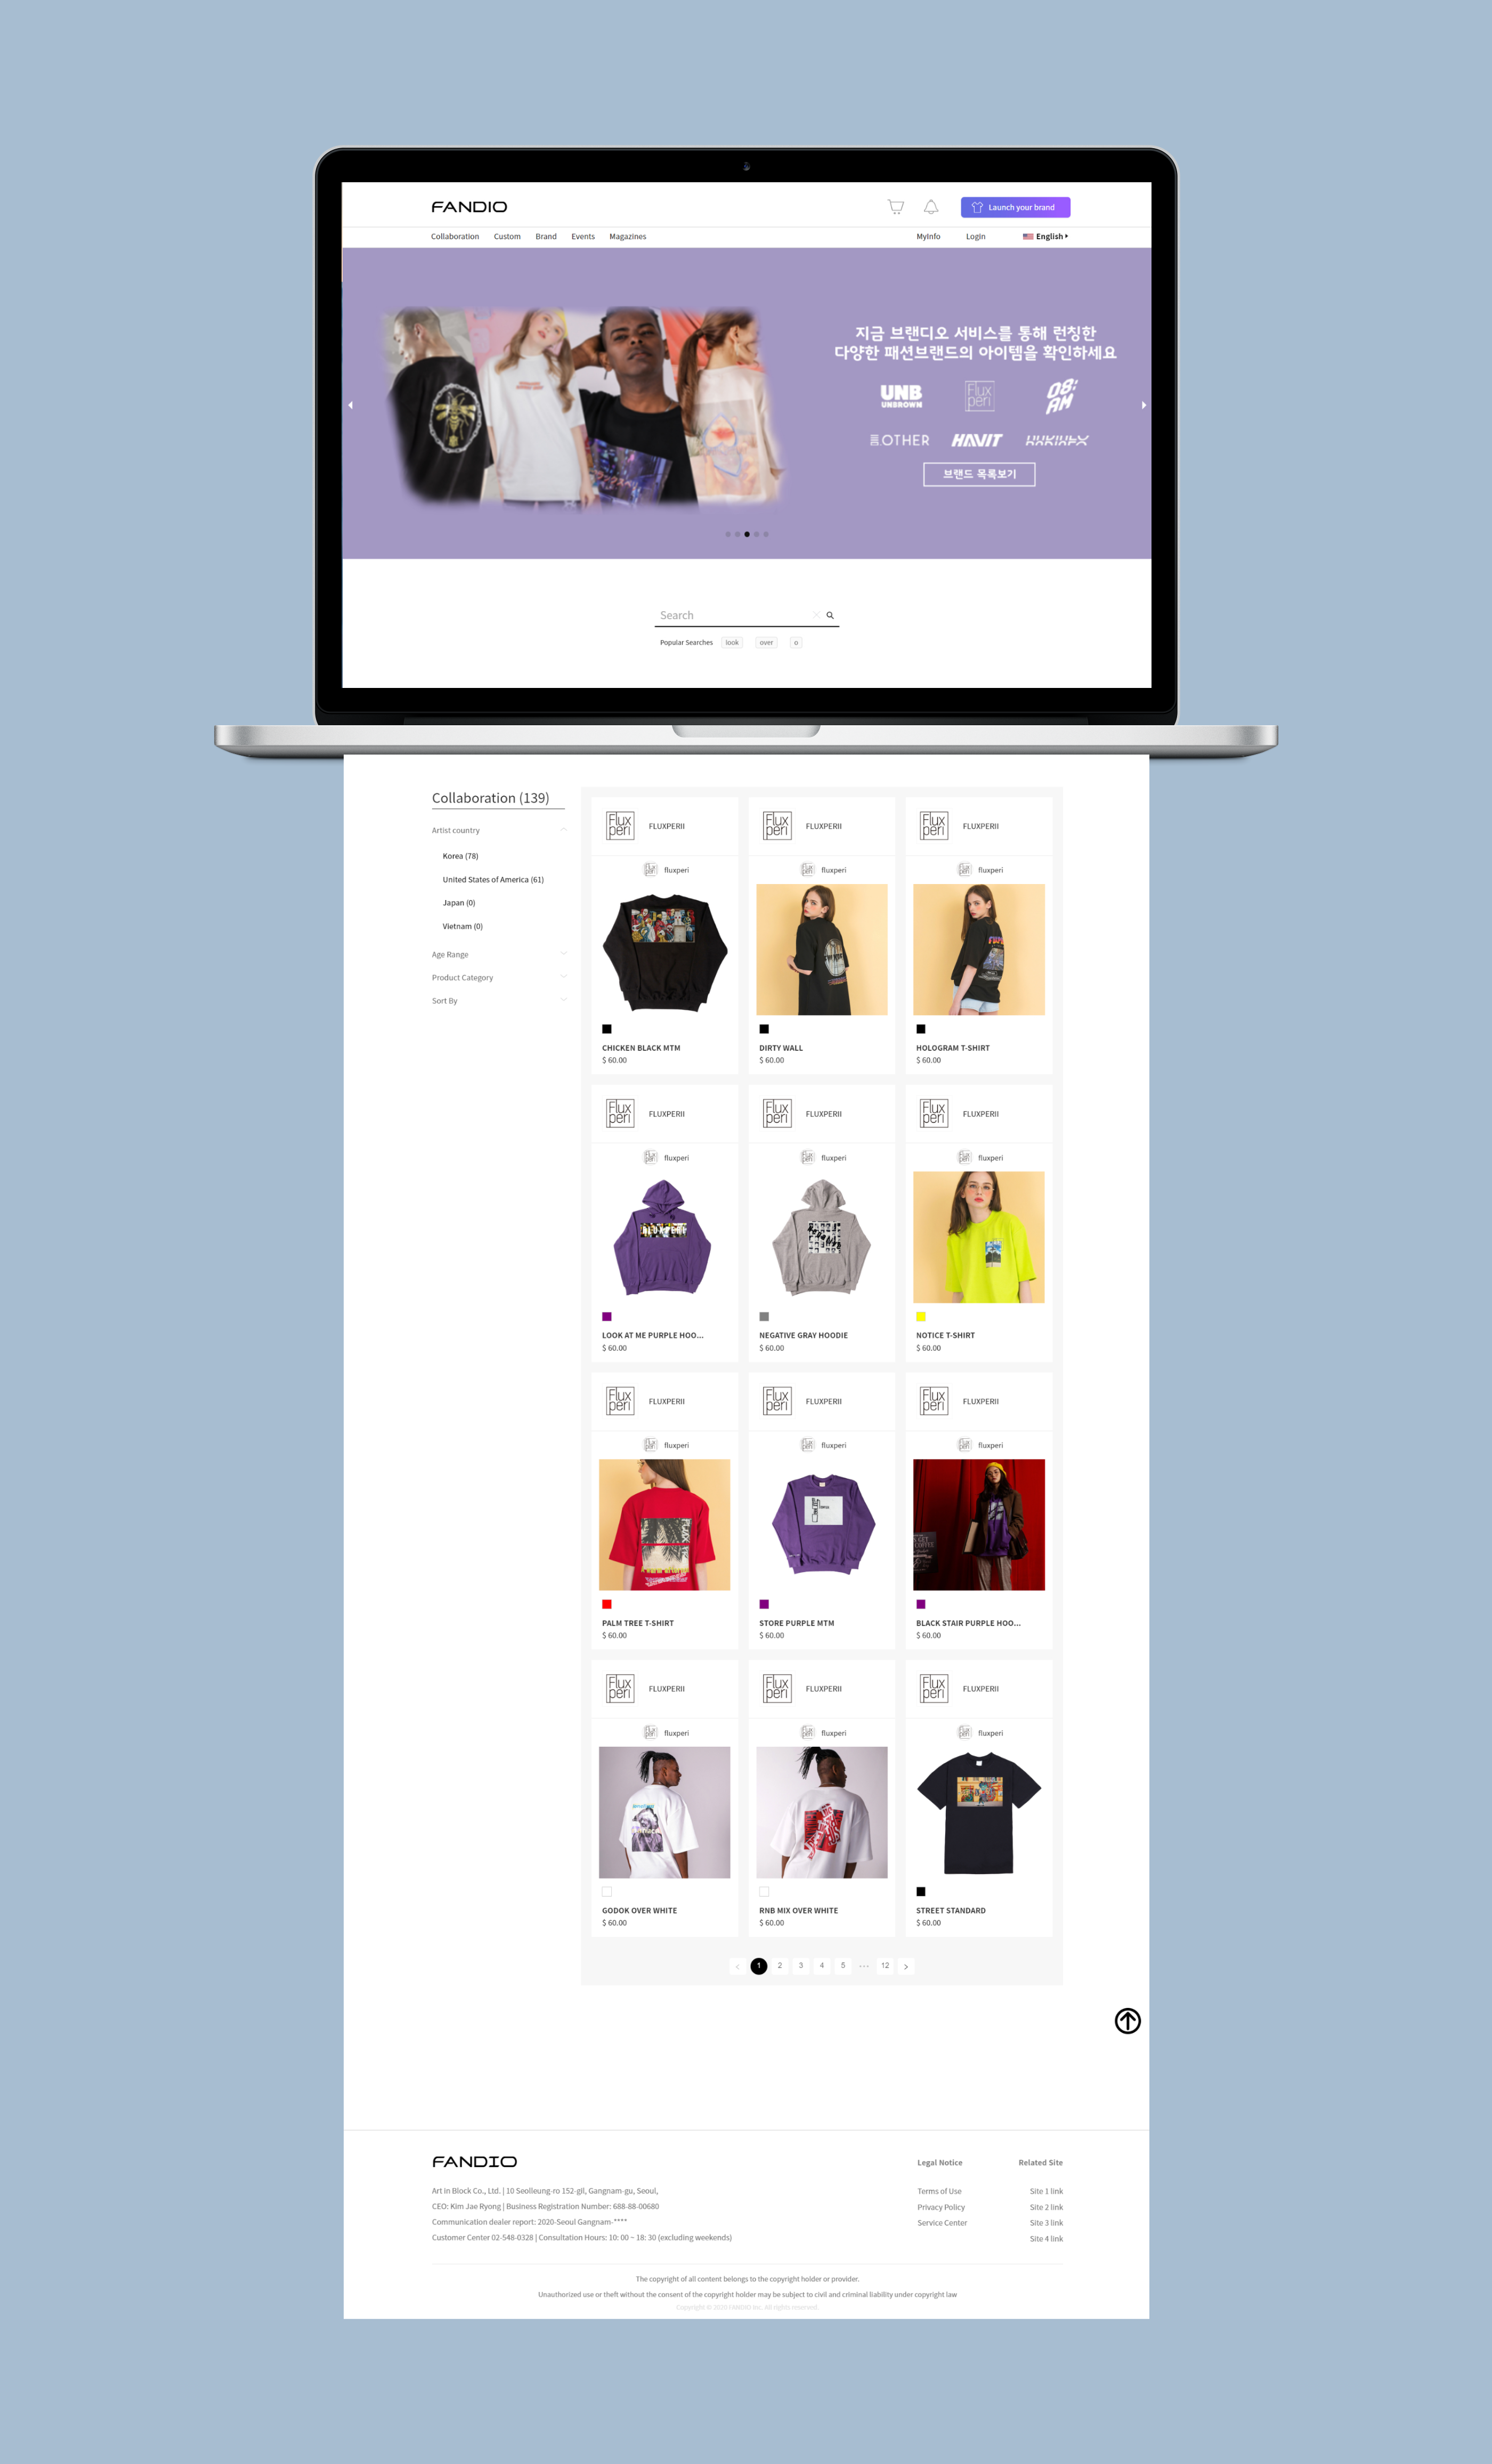 FANDIO
Launch your brand
Collaboration Custom Brand Events Magazines MyInfo Login English
지금 브랜디오 서비스를 통해 런칭한
다양한 패션브랜드의 아이템을 확인하세요
UNB Flux 08:
UNBROWN peri AM
OTHER HAVIT
브랜드 목록보기
Search
Popular Searches look over o
Collaboration (139)
Artist country
Korea (78)
United States of America (61)
Japan (0)
Vietnam (0)
Age Range
Product Category
Sort By
Flux peri FLUXPERII
fluxperi
CHICKEN BLACK MTM
$ 60.00
Flux peri FLUXPERII
fluxperi
DIRTY WALL
$ 60.00
Flux peri FLUXPERII
fluxperi
HOLOGRAM T-SHIRT
$ 60.00
Flux peri FLUXPERII
fluxperi
LOOK AT ME PURPLE HOO...
$ 60.00
Flux peri FLUXPERII
fluxperi
NEGATIVE GRAY HOODIE
$ 60.00
Flux peri FLUXPERII
fluxperi
NOTICE T-SHIRT
$ 60.00
Flux peri FLUXPERII
fluxperi
PALM TREE T-SHIRT
$ 60.00
Flux peri FLUXPERII
fluxperi
STORE PURPLE MTM
$ 60.00
Flux peri FLUXPERII
fluxperi
BLACK STAIR PURPLE HOO...
$ 60.00
Flux peri FLUXPERII
fluxperi
GODOK OVER WHITE
$ 60.00
Flux peri FLUXPERII
fluxperi
RNB MIX OVER WHITE
$ 60.00
Flux peri FLUXPERII
fluxperi
STREET STANDARD
$ 60.00
< 1 2 3 4 5 ··· 12 >
FANDIO
Art in Block Co., Ltd. | 10 Seolleung-ro 152-gil, Gangnam-gu, Seoul,
CEO: Kim Jae Ryong | Business Registration Number: 688-88-00680
Communication dealer report: 2020-Seoul Gangnam-****
Customer Center 02-548-0328 | Consultation Hours: 10: 00 ~ 18: 30 (excluding weekends)
Legal Notice
Terms of Use
Privacy Policy
Service Center
Related Site
Site 1 link
Site 2 link
Site 3 link
Site 4 link
The copyright of all content belongs to the copyright holder or provider.
Unauthorized use or theft without the consent of the copyright holder may be subject to civil and criminal liability under copyright law
Copyright © 2020 FANDIO Inc. All rights reserved.